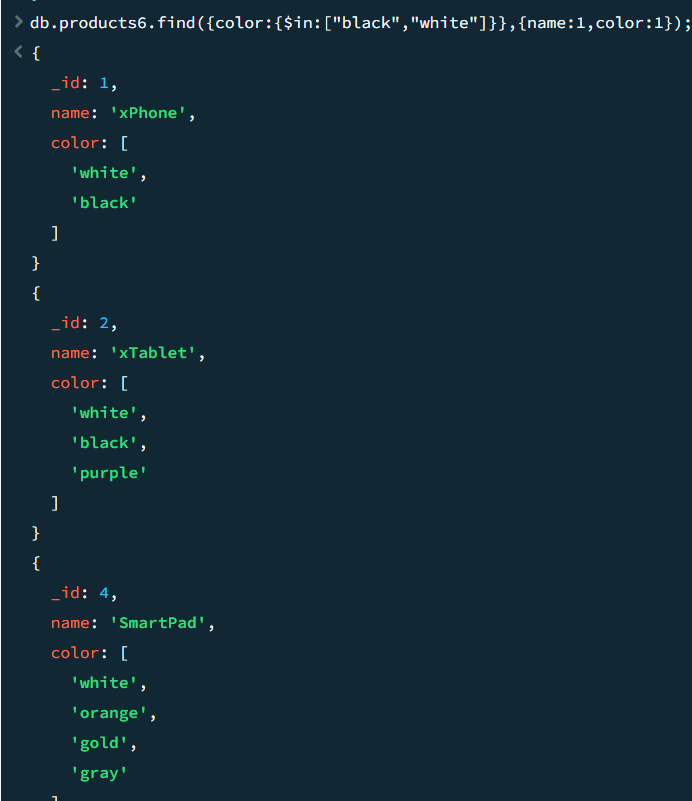 > db.products6.find({color:{$in:["black","white"]}},{name:1,color:1});
< {
_id: 1,
name: 'xPhone',
color: [
'white',
'black'
]
}
{
_id: 2,
name: 'xTablet',
color: [
'white',
'black',
'purple'
]
}
{
_id: 4,
name: 'SmartPad',
color: [
'white',
'orange',
'gold',
'gray'
]